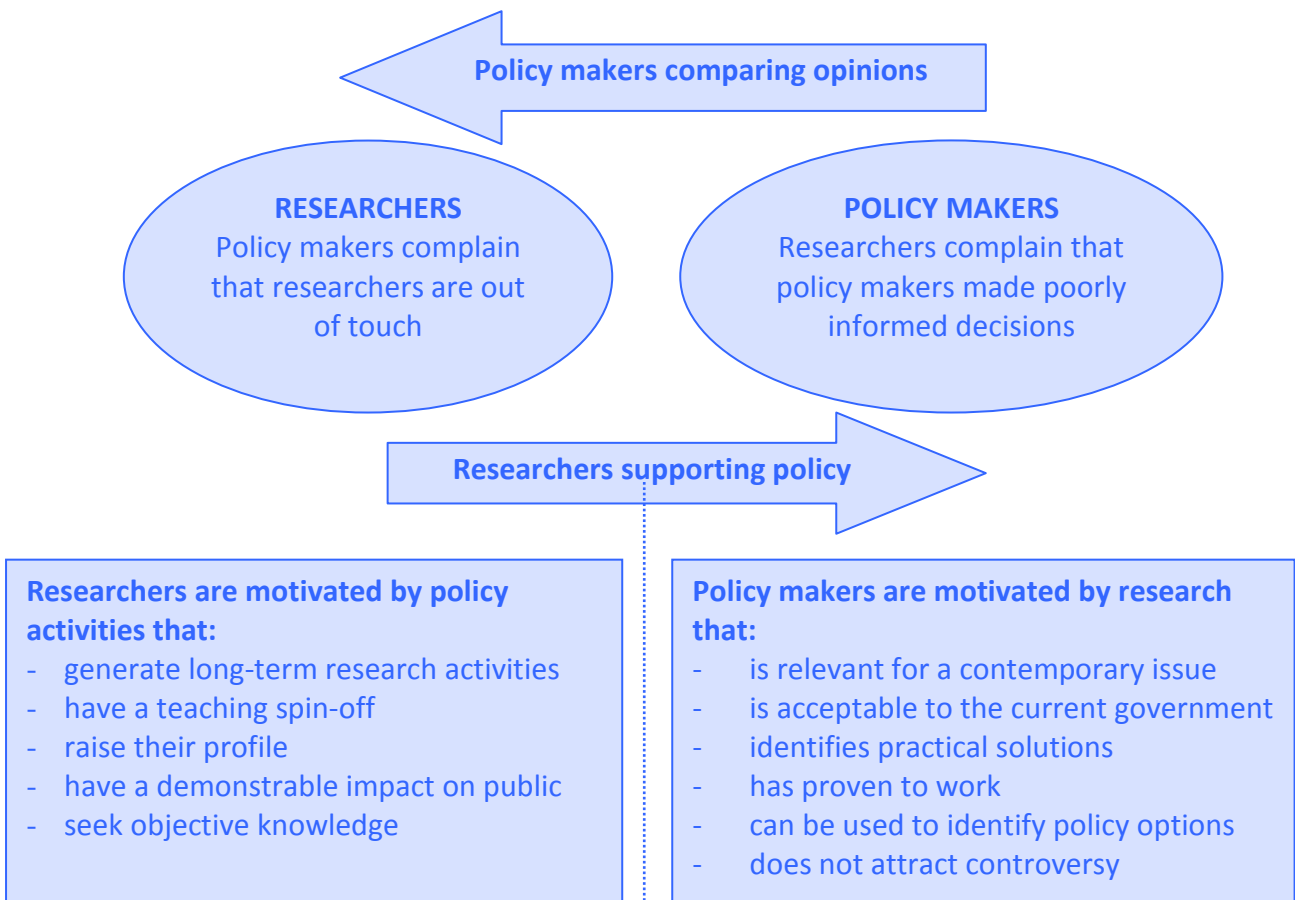 Policy makers comparing opinions
RESEARCHERS
Policy makers complain
that researchers are out
of touch
POLICY MAKERS
Researchers complain that
policy makers made poorly
informed decisions
Researchers supporting policy
Researchers are motivated by policy
activities that:
- generate long-term research activities
- have a teaching spin-off
- raise their profile
- have a demonstrable impact on public
- seek objective knowledge
Policy makers are motivated by research
that:
- is relevant for a contemporary issue
- is acceptable to the current government
- identifies practical solutions
- has proven to work
- can be used to identify policy options
- does not attract controversy